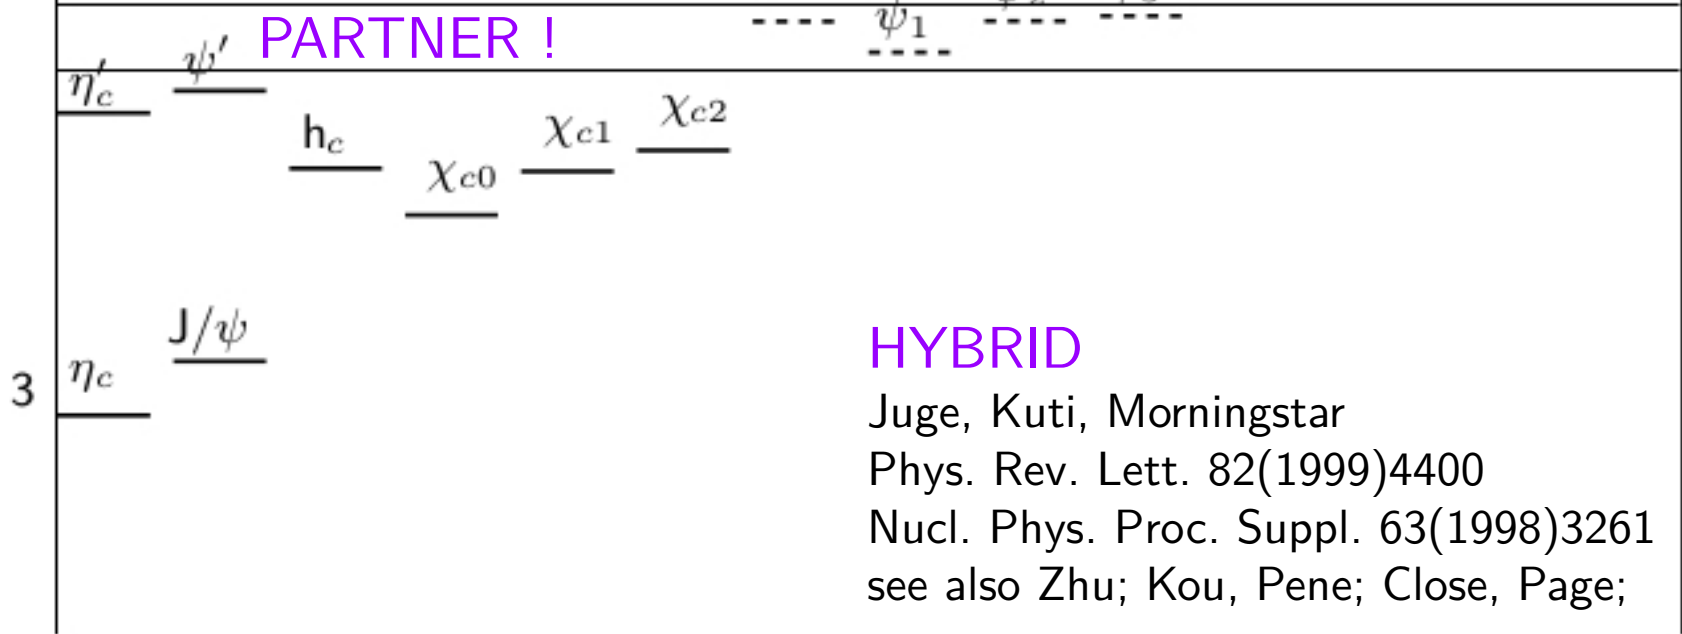 PARTNER !
ψ₁
η′c
ψ′
hc
χc0
χc1
χc2
J/ψ
ηc
3
HYBRID
Juge, Kuti, Morningstar
Phys. Rev. Lett. 82(1999)4400
Nucl. Phys. Proc. Suppl. 63(1998)3261
see also Zhu; Kou, Pene; Close, Page;